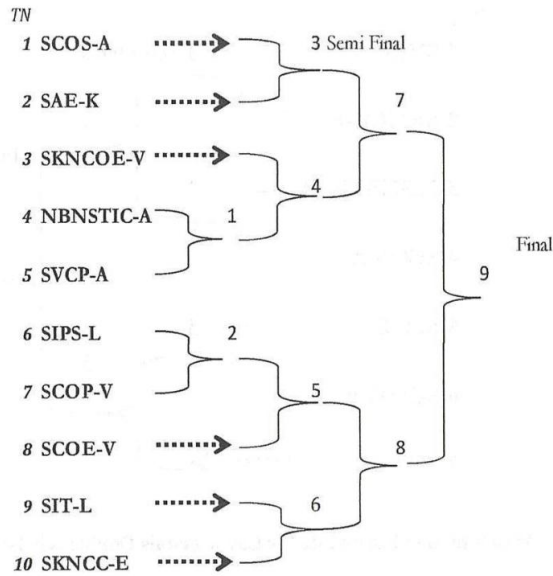 TN
1 SCOS-A
3 Semi Final
2 SAE-K
7
3 SKNCOE-V
4
4 NBNSTIC-A
1
Final
5 SVCP-A
9
6 SIPS-L
2
7 SCOP-V
5
8 SCOE-V
8
9 SIT-L
6
10 SKNCC-E